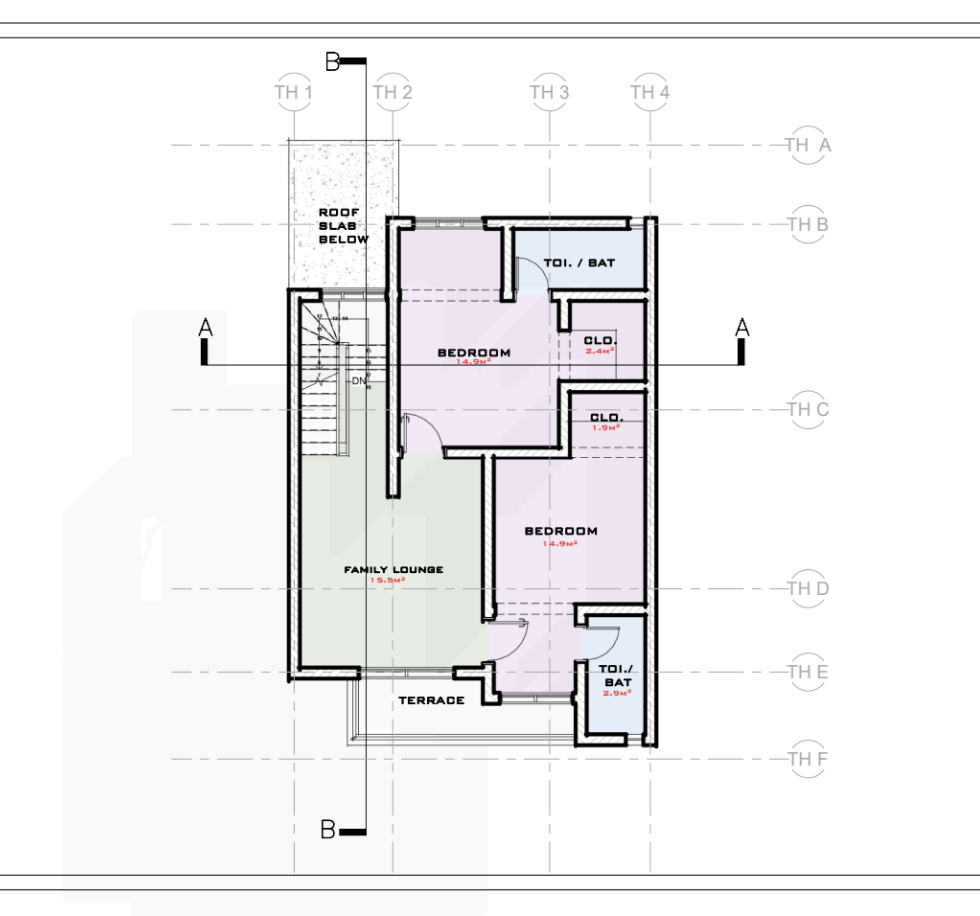 B
TH 1
TH 2
TH 3
TH 4
TH A
ROOF
SLAB
BELOW
TH B
TOI. / BAT
A
A
BEDROOM
14.9M²
CLO.
2.4M²
DN
CLO.
1.9M²
TH C
BEDROOM
14.9M²
FAMILY LOUNGE
15.5M²
TH D
TOI./
BAT
2.9M²
TH E
TERRACE
TH F
B